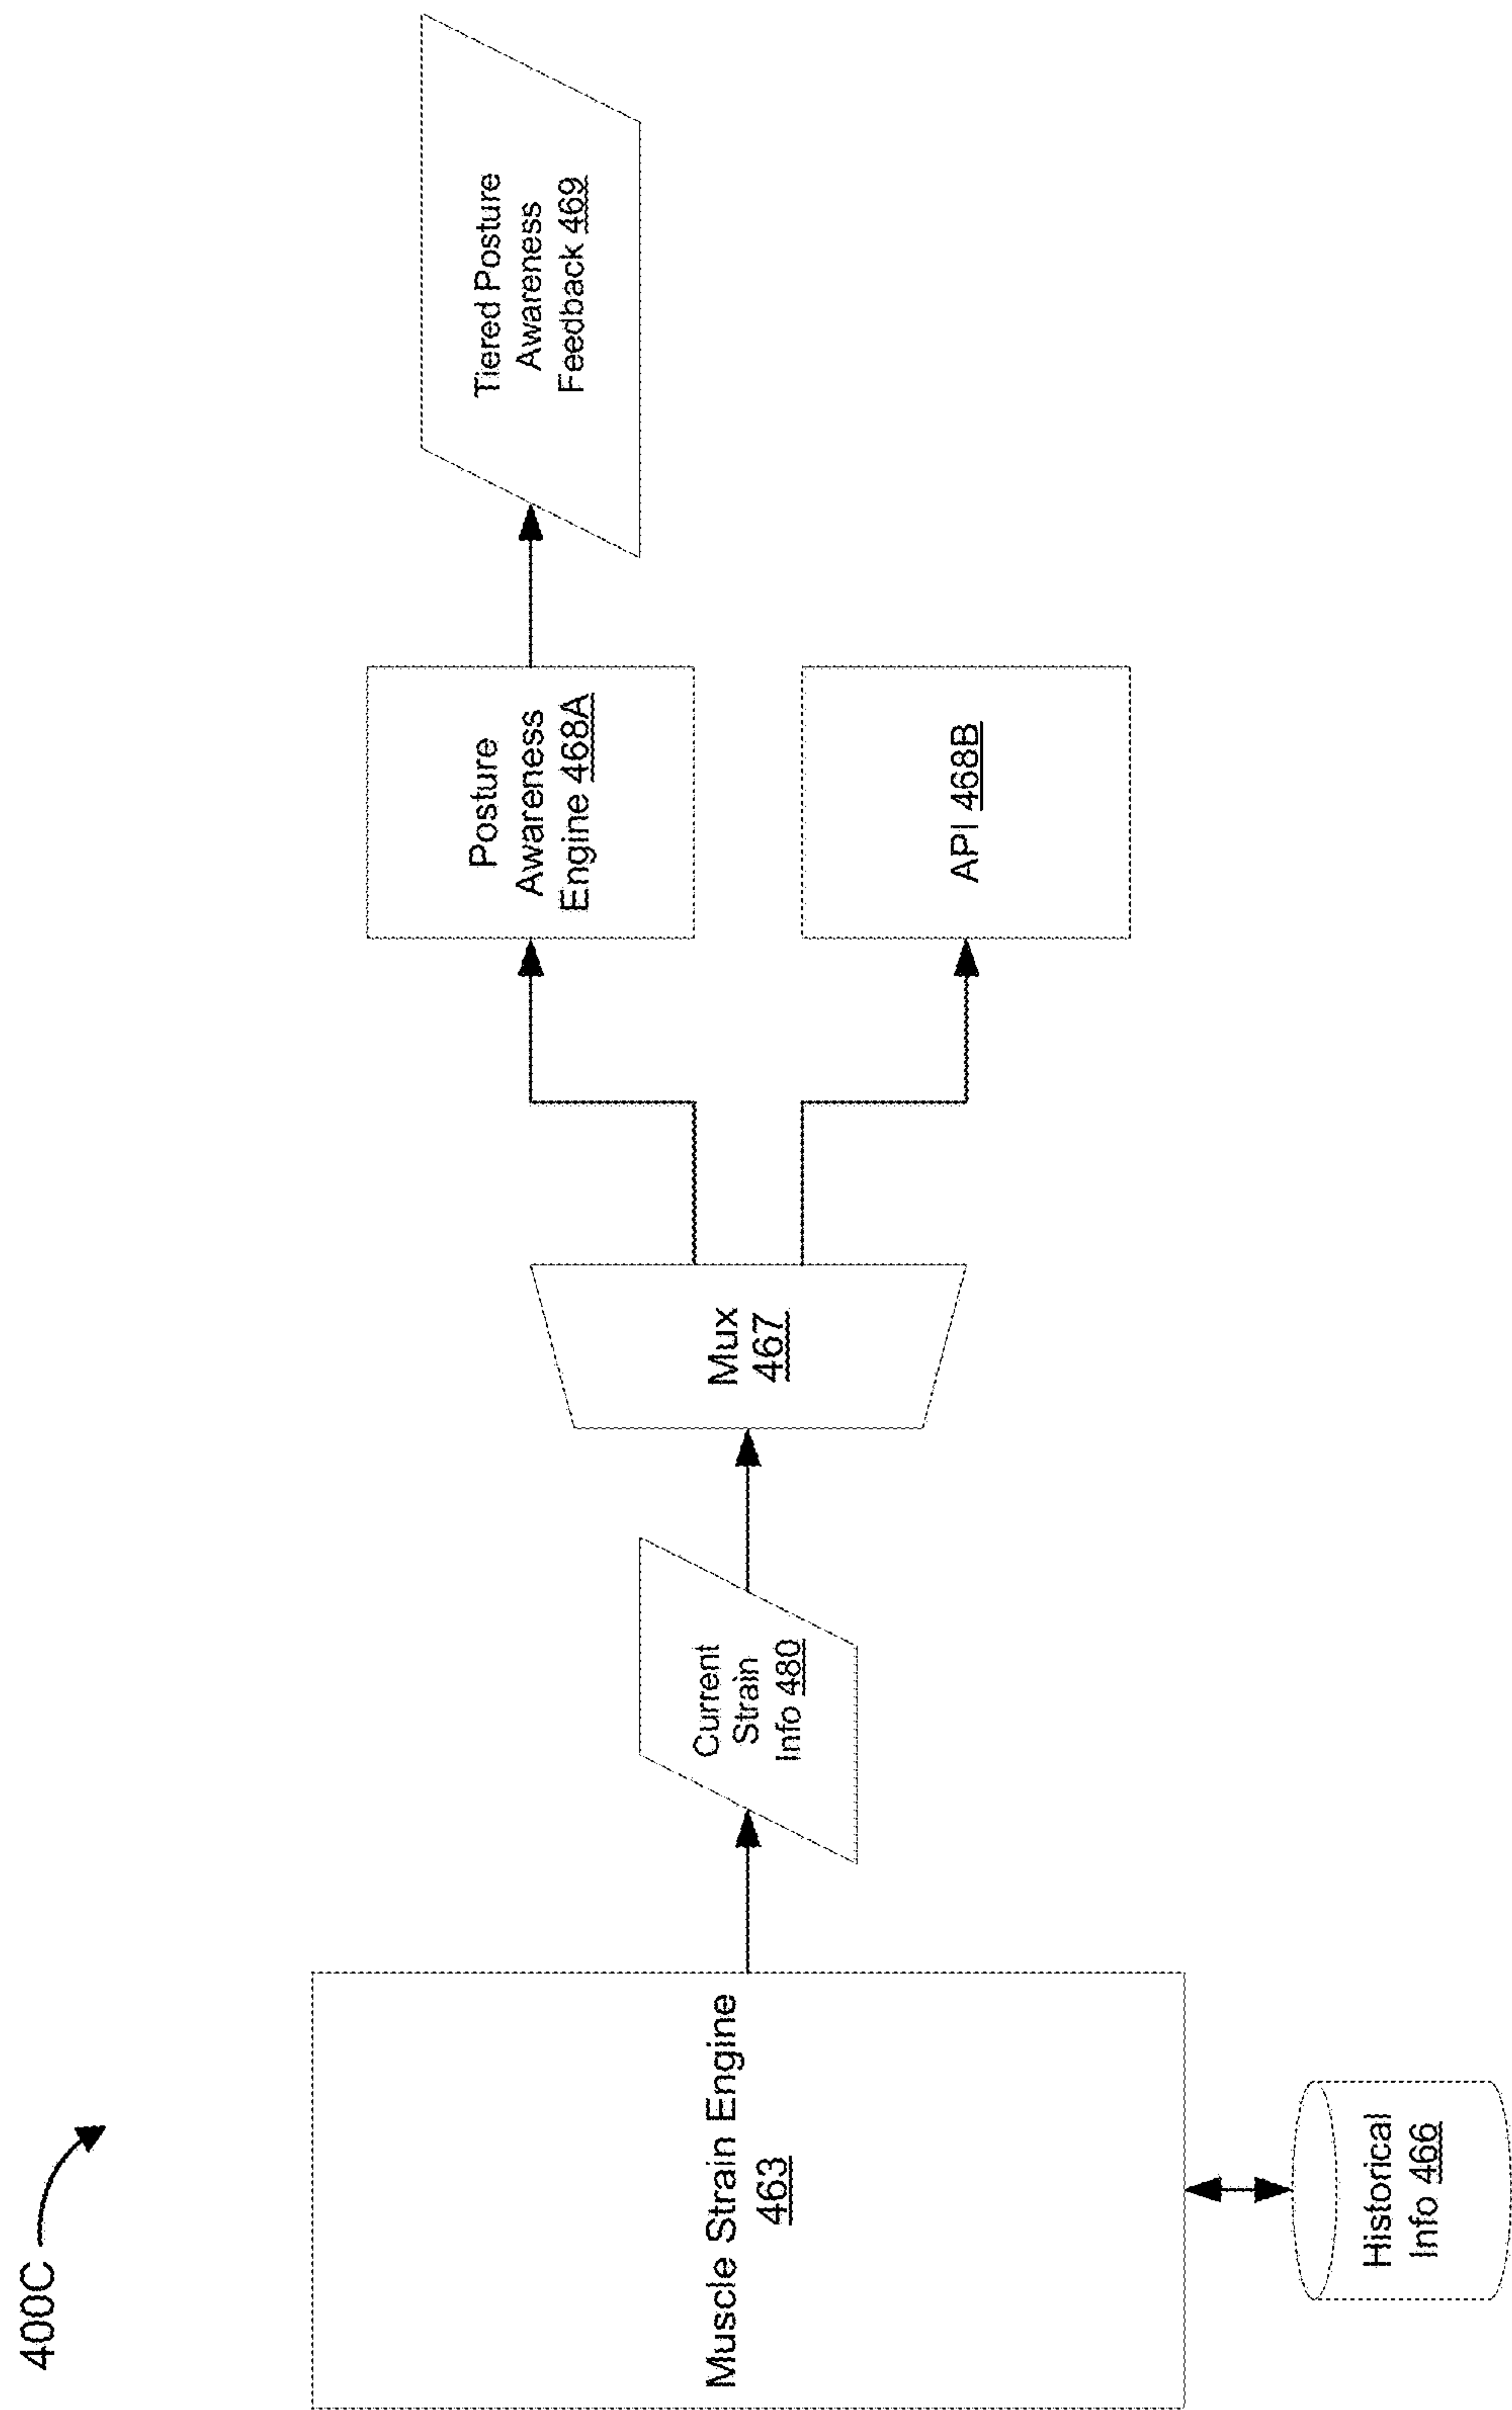 400C
Muscle Strain Engine
463
Historical
Info 466
Current
Strain
Info 480
Mux
467
Posture
Awareness
Engine 468A
API 468B
Tiered Posture
Awareness
Feedback 469